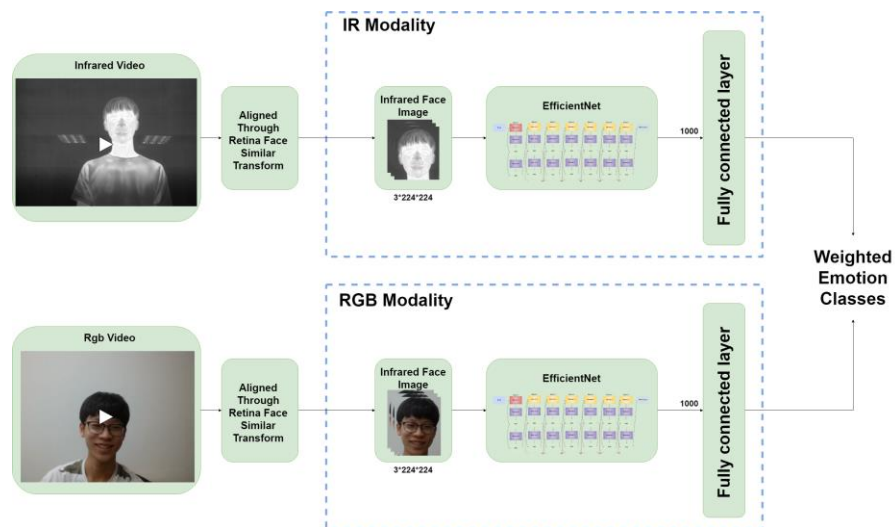 IR Modality
Infrared Video
Aligned
Through
Retina Face
Similar
Transform
Infrared Face
Image
3*224*224
EfficientNet
1000
Fully connected layer
Weighted
Emotion
Classes
RGB Modality
Rgb Video
Aligned
Through
Retina Face
Similar
Transform
Infrared Face
Image
3*224*224
EfficientNet
1000
Fully connected layer